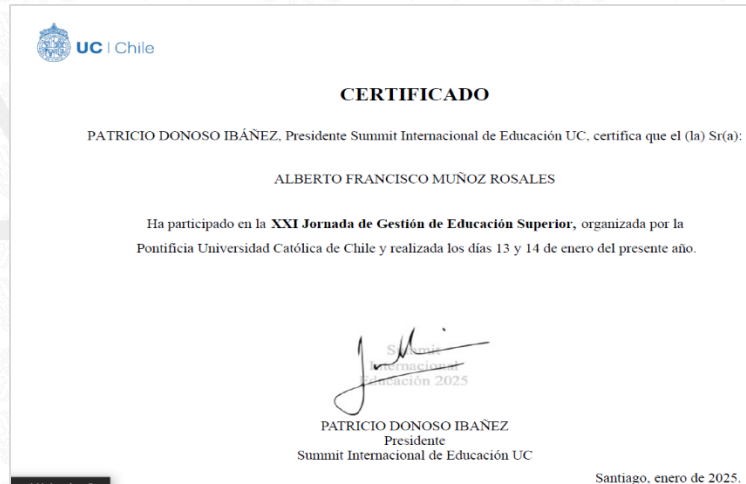 UC | Chile
CERTIFICADO
PATRICIO DONOSO IBÁÑEZ, Presidente Summit Internacional de Educación UC, certifica que el (la) Sr(a):
ALBERTO FRANCISCO MUÑOZ ROSALES
Ha participado en la XXI Jornada de Gestión de Educación Superior, organizada por la
Pontificia Universidad Católica de Chile y realizada los días 13 y 14 de enero del presente año.
Summit
Internacional
Educación 2025
PATRICIO DONOSO IBAÑEZ
Presidente
Summit Internacional de Educación UC
Santiago, enero de 2025.